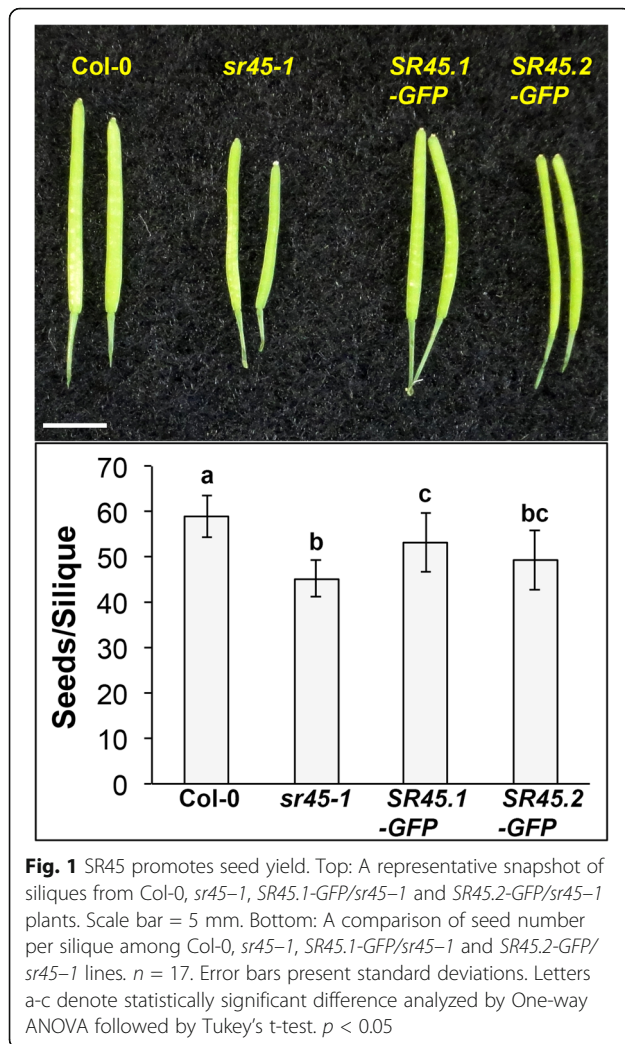 Col-0 sr45-1 SR45.1 SR45.2
-GFP -GFP
70
60
50
40
30
20
10
0
Seeds/Silique
a
b
c
bc
Col-0 sr45-1 SR45.1 SR45.2
-GFP -GFP
Fig. 1 SR45 promotes seed yield. Top: A representative snapshot of
siliques from Col-0, sr45–1, SR45.1-GFP/sr45–1 and SR45.2-GFP/sr45–1
plants. Scale bar = 5 mm. Bottom: A comparison of seed number
per silique among Col-0, sr45–1, SR45.1-GFP/sr45–1 and SR45.2-GFP/
sr45–1 lines. n = 17. Error bars present standard deviations. Letters
a-c denote statistically significant difference analyzed by One-way
ANOVA followed by Tukey’s t-test. p < 0.05